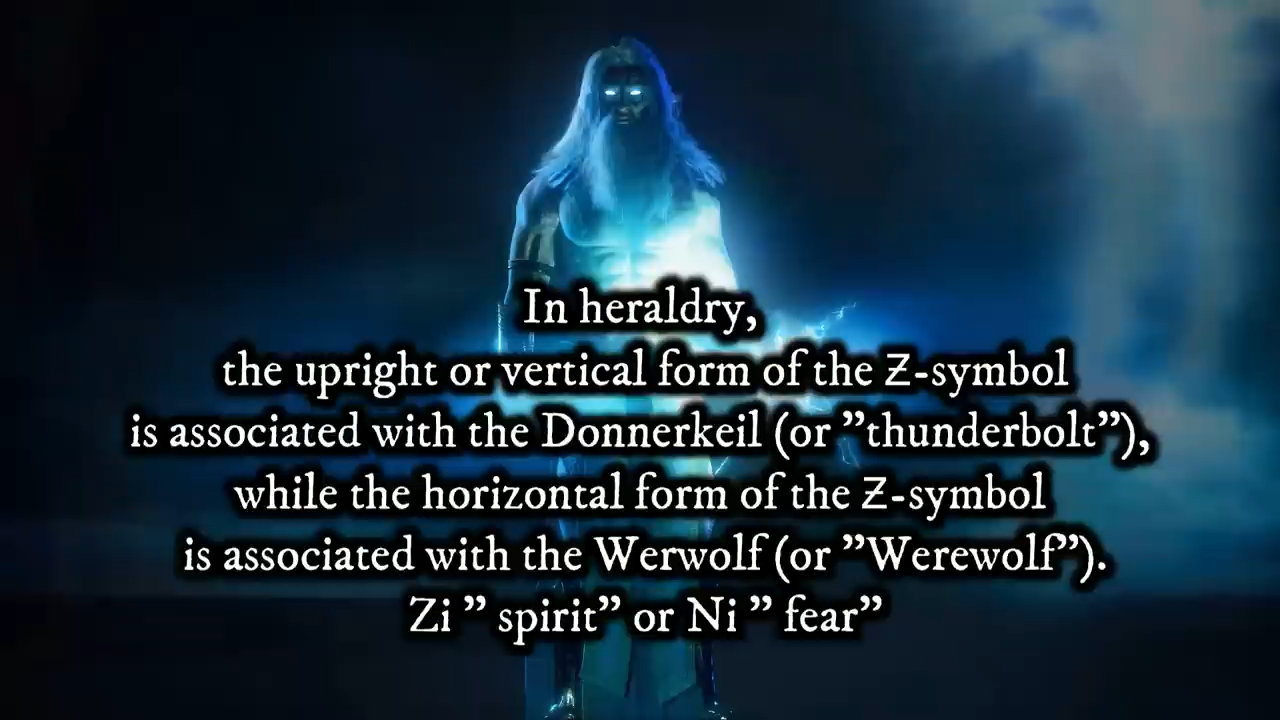 In heraldry,
the upright or vertical form of the Ƶ-symbol
is associated with the Donnerkeil (or ”thunderbolt”),
while the horizontal form of the Ƶ-symbol
is associated with the Werwolf (or ”Werewolf”).
Zi ” spirit” or Ni ” fear”